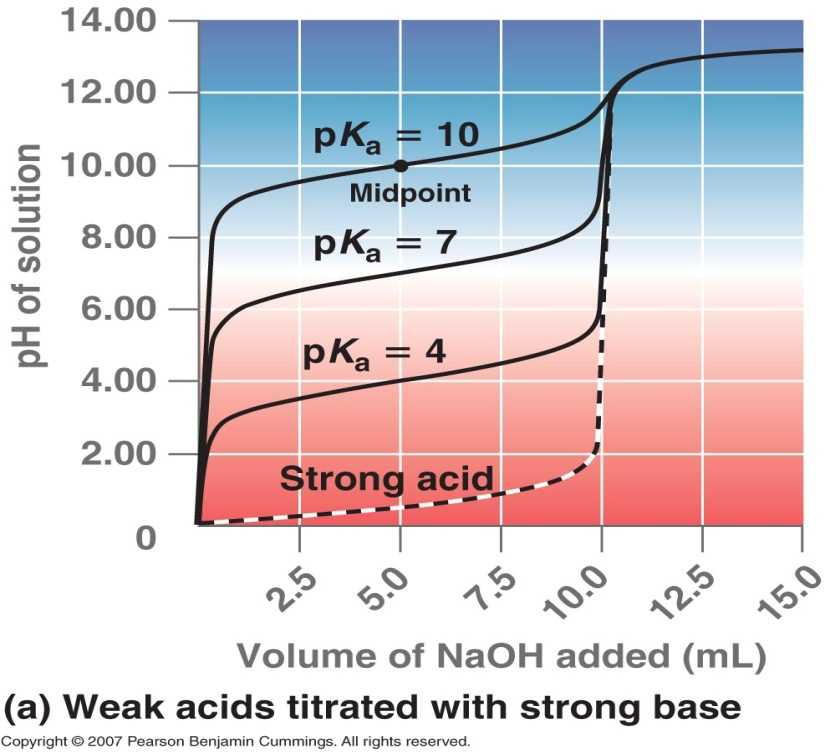 14.00
12.00
10.00
8.00
6.00
4.00
2.00
0
pH of solution
pKa = 10
Midpoint
pKa = 7
pKa = 4
Strong acid
2.5
5.0
7.5
10.0
12.5
15.0
Volume of NaOH added (mL)
(a) Weak acids titrated with strong base
Copyright © 2007 Pearson Benjamin Cummings. All rights reserved.